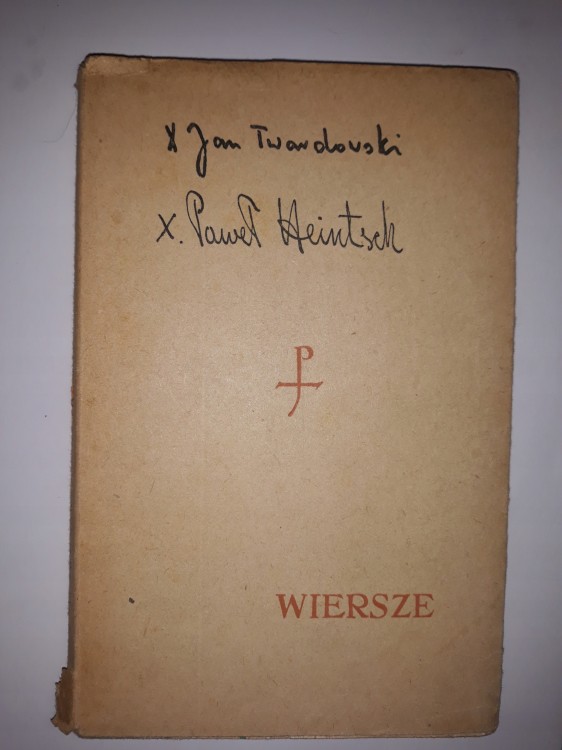 X Jan Twardowski
X. Paweł Heintsch
WIERSZE